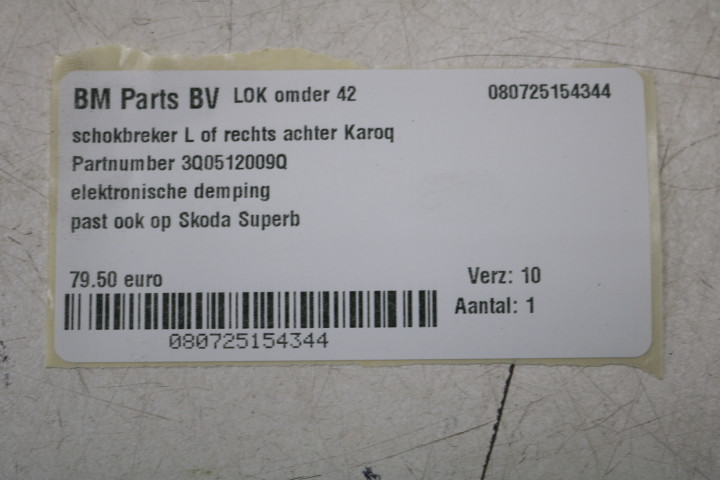 BM Parts BV LOK omder 42 080725154344
schokbreker L of rechts achter Karoq
Partnumber 3Q0512009Q
elektronische demping
past ook op Skoda Superb
79.50 euro Verz: 10
Aantal: 1
080725154344